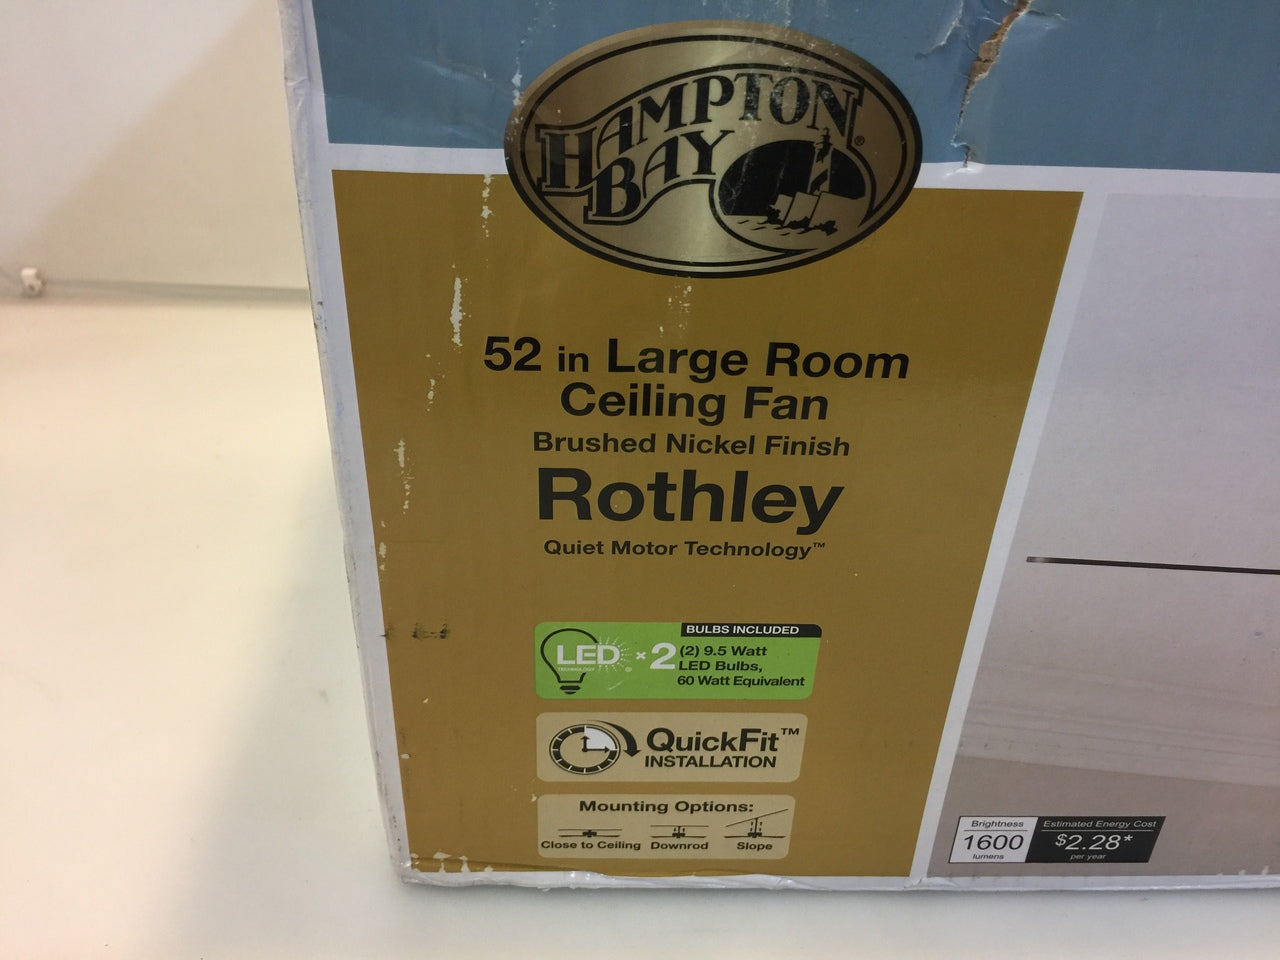 HAMPTON
BAY®
52 in Large Room
Ceiling Fan
Brushed Nickel Finish
Rothley
Quiet Motor Technology™
BULBS INCLUDED
LED × 2
TECHNOLOGY
(2) 9.5 Watt
LED Bulbs,
60 Watt Equivalent
QuickFit™
INSTALLATION
Mounting Options:
Close to Ceiling Downrod Slope
Brightness
1600
lumens
Estimated Energy Cost
$2.28*
per year